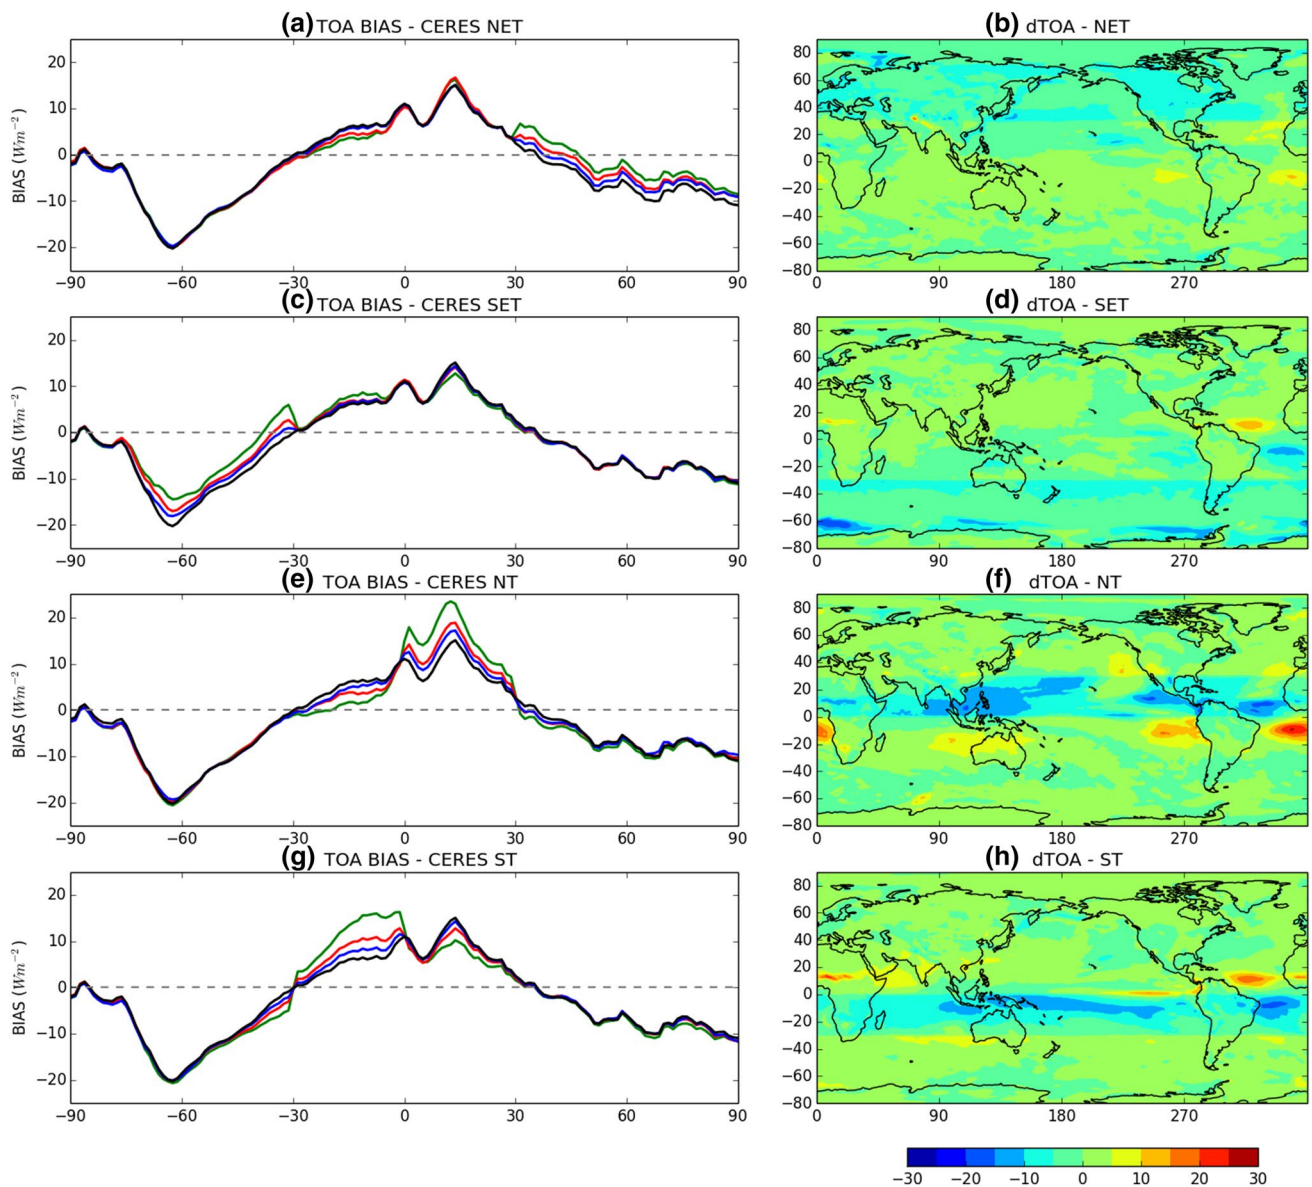 (a) TOA BIAS - CERES NET
BIAS (Wm⁻²)
20
10
0
−10
−20
−90 −60 −30 0 30 60 90
(b) dTOA - NET
80
60
40
20
0
−20
−40
−60
−80
0 90 180 270
(c) TOA BIAS - CERES SET
BIAS (Wm⁻²)
20
10
0
−10
−20
−90 −60 −30 0 30 60 90
(d) dTOA - SET
80
60
40
20
0
−20
−40
−60
−80
0 90 180 270
(e) TOA BIAS - CERES NT
BIAS (Wm⁻²)
20
10
0
−10
−20
−90 −60 −30 0 30 60 90
(f) dTOA - NT
80
60
40
20
0
−20
−40
−60
−80
0 90 180 270
(g) TOA BIAS - CERES ST
BIAS (Wm⁻²)
20
10
0
−10
−20
−90 −60 −30 0 30 60 90
(h) dTOA - ST
80
60
40
20
0
−20
−40
−60
−80
0 90 180 270
−30 −20 −10 0 10 20 30